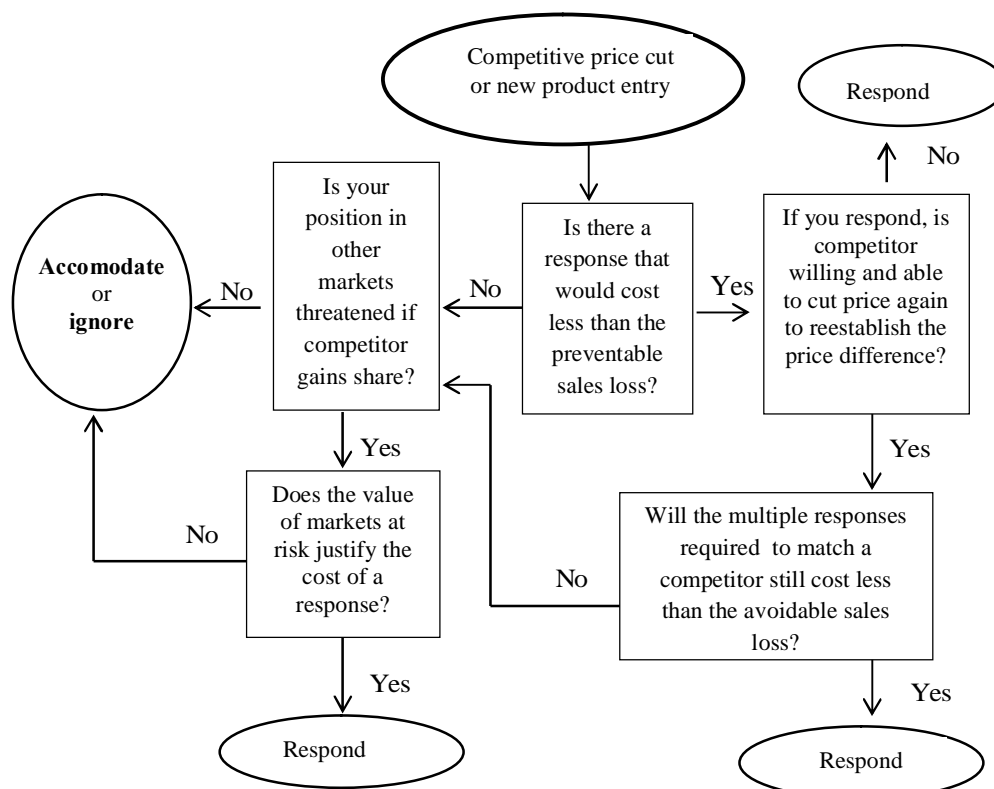 Competitive price cut
or new product entry
Respond
No
Is your
position in
other
markets
threatened if
competitor
gains share?
Is there a
response that
would cost
less than the
preventable
sales loss?
If you respond, is
competitor
willing and able
to cut price again
to reestablish the
price difference?
Accomodate
or
ignore
No
No
Yes
Yes
Yes
Does the value
of markets at
risk justify the
cost of a
response?
No
Will the multiple responses
required to match a
competitor still cost less
than the avoidable sales
loss?
No
Yes
Yes
Respond
Respond